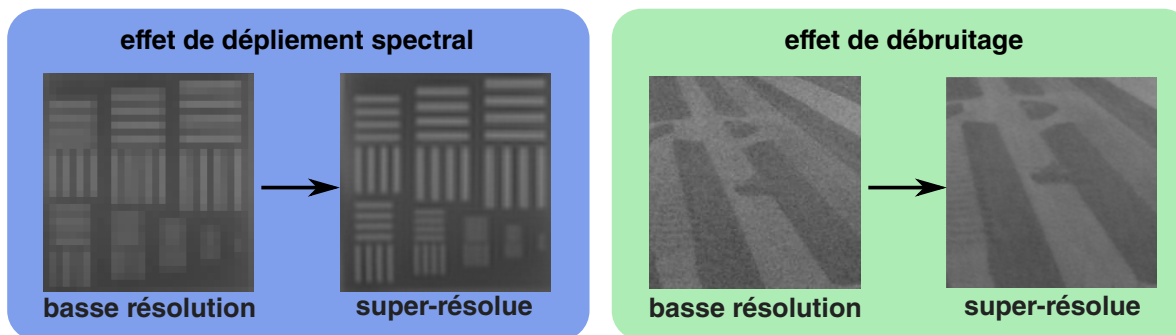 effet de dépliement spectral
basse résolution
super-résolue
effet de débruitage
basse résolution
super-résolue